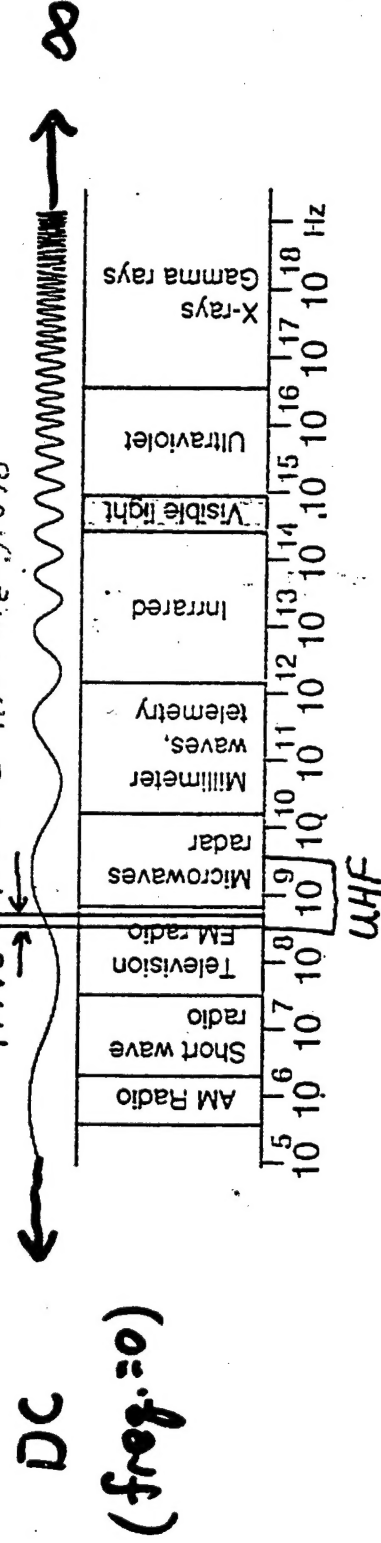 ∞
DC
(freq.=0)
AM Radio
Short wave
radio
Television
FM radio
Microwaves
radar
Millimeter
waves,
telemetry
Inrrared
Visible light
Ultraviolet
X-rays
Gamma rays
10^5 10^6 10^7 10^8 10^9 10^10 10^11 10^12 10^13 10^14 10^15 10^16 10^17 10^18 Hz
UHF